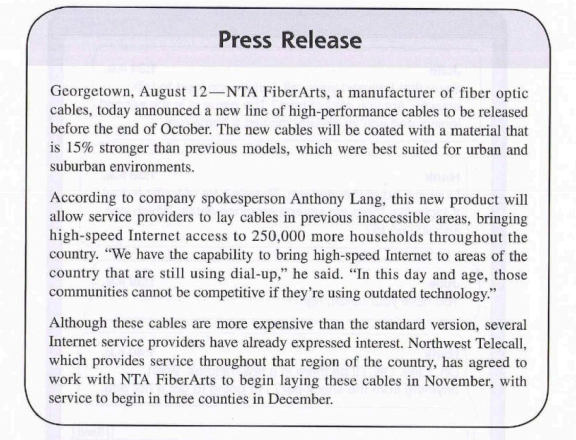 Press Release
Georgetown, August 12—NTA FiberArts, a manufacturer of fiber optic
cables, today announced a new line of high-performance cables to be released
before the end of October. The new cables will be coated with a material that
is 15% stronger than previous models, which were best suited for urban and
suburban environments.
According to company spokesperson Anthony Lang, this new product will
allow service providers to lay cables in previous inaccessible areas, bringing
high-speed Internet access to 250,000 more households throughout the
country. “We have the capability to bring high-speed Internet to areas of the
country that are still using dial-up,” he said. “In this day and age, those
communities cannot be competitive if they’re using outdated technology.”
Although these cables are more expensive than the standard version, several
Internet service providers have already expressed interest. Northwest Telecall,
which provides service throughout that region of the country, has agreed to
work with NTA FiberArts to begin laying these cables in November, with
service to begin in three counties in December.